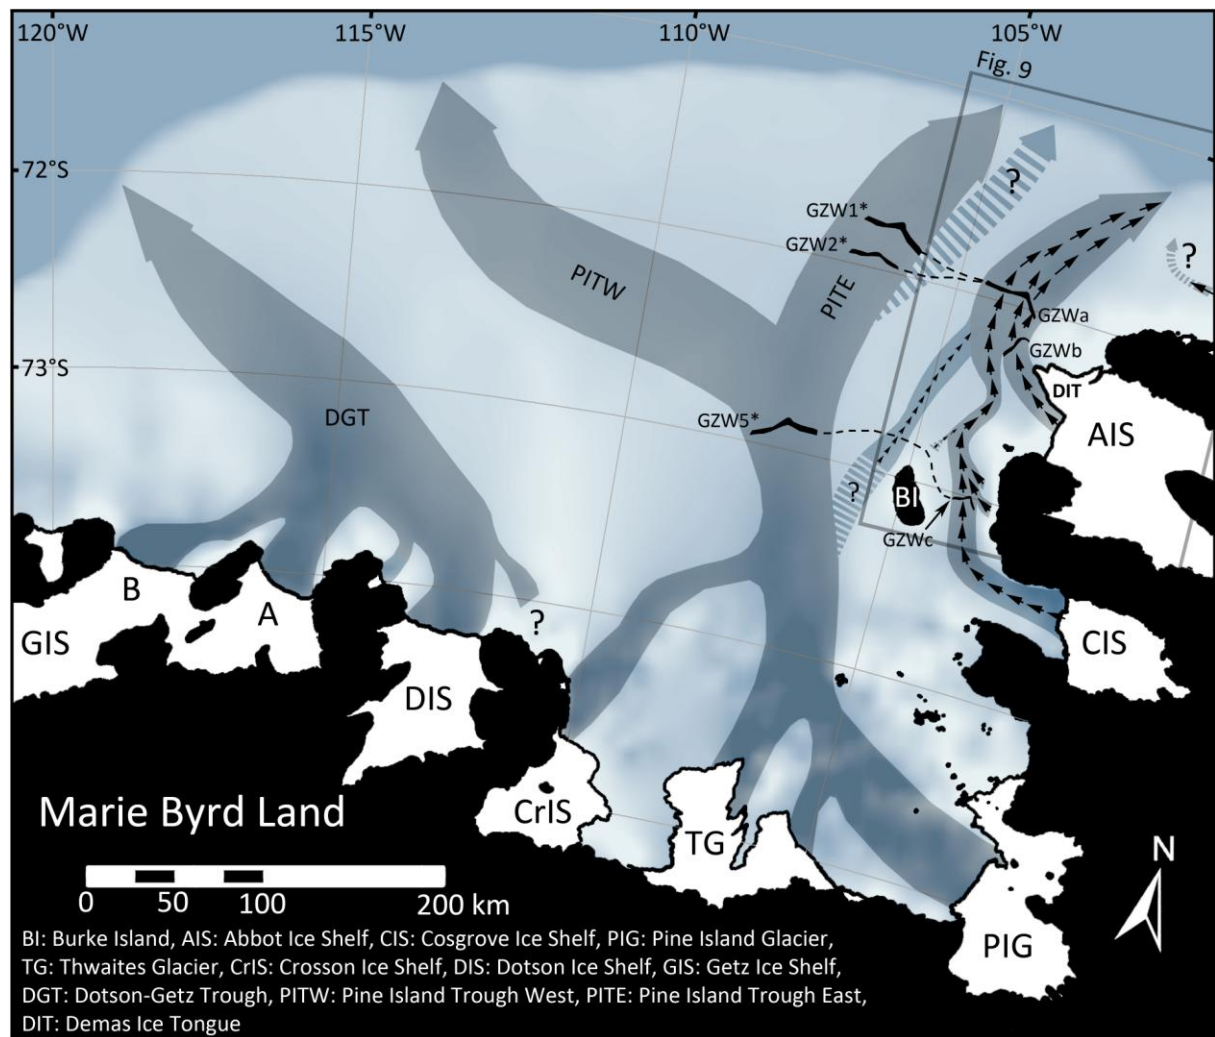 120°W 115°W 110°W 105°W
Fig. 9
72°S
?
GZW1*
GZW2*
?
PITW
PITE
GZWa
GZWb
73°S
DIT
DGT
GZW5*
AIS
?
BI
GZWc
B
A
?
GIS
CIS
DIS
CrIS
Marie Byrd Land
TG
N
0 50 100 200 km
PIG
BI: Burke Island, AIS: Abbot Ice Shelf, CIS: Cosgrove Ice Shelf, PIG: Pine Island Glacier,
TG: Thwaites Glacier, CrIS: Crosson Ice Shelf, DIS: Dotson Ice Shelf, GIS: Getz Ice Shelf,
DGT: Dotson-Getz Trough, PITW: Pine Island Trough West, PITE: Pine Island Trough East,
DIT: Demas Ice Tongue